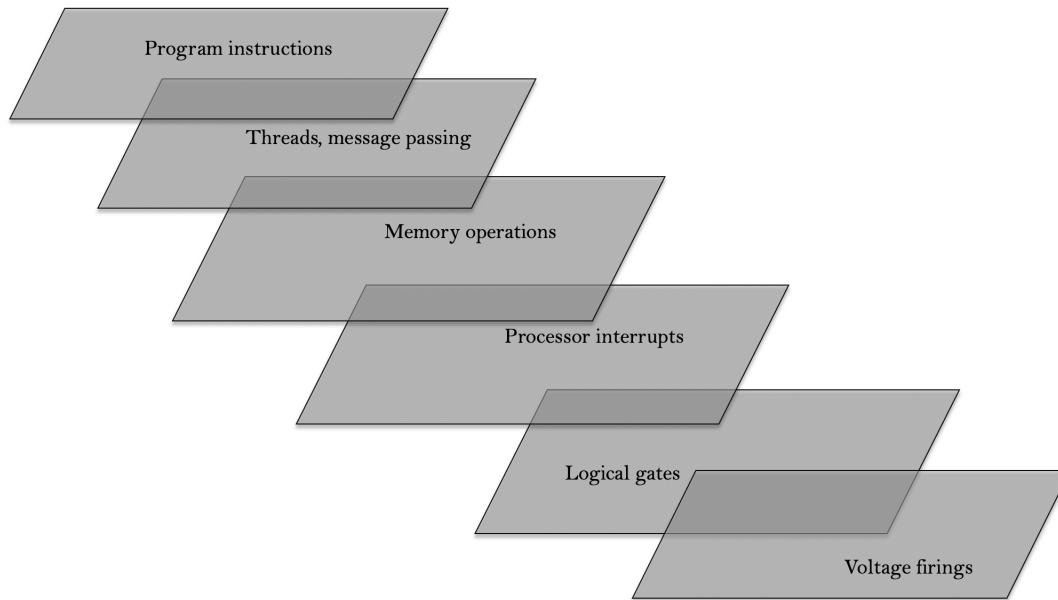 Program instructions
Threads, message passing
Memory operations
Processor interrupts
Logical gates
Voltage firings